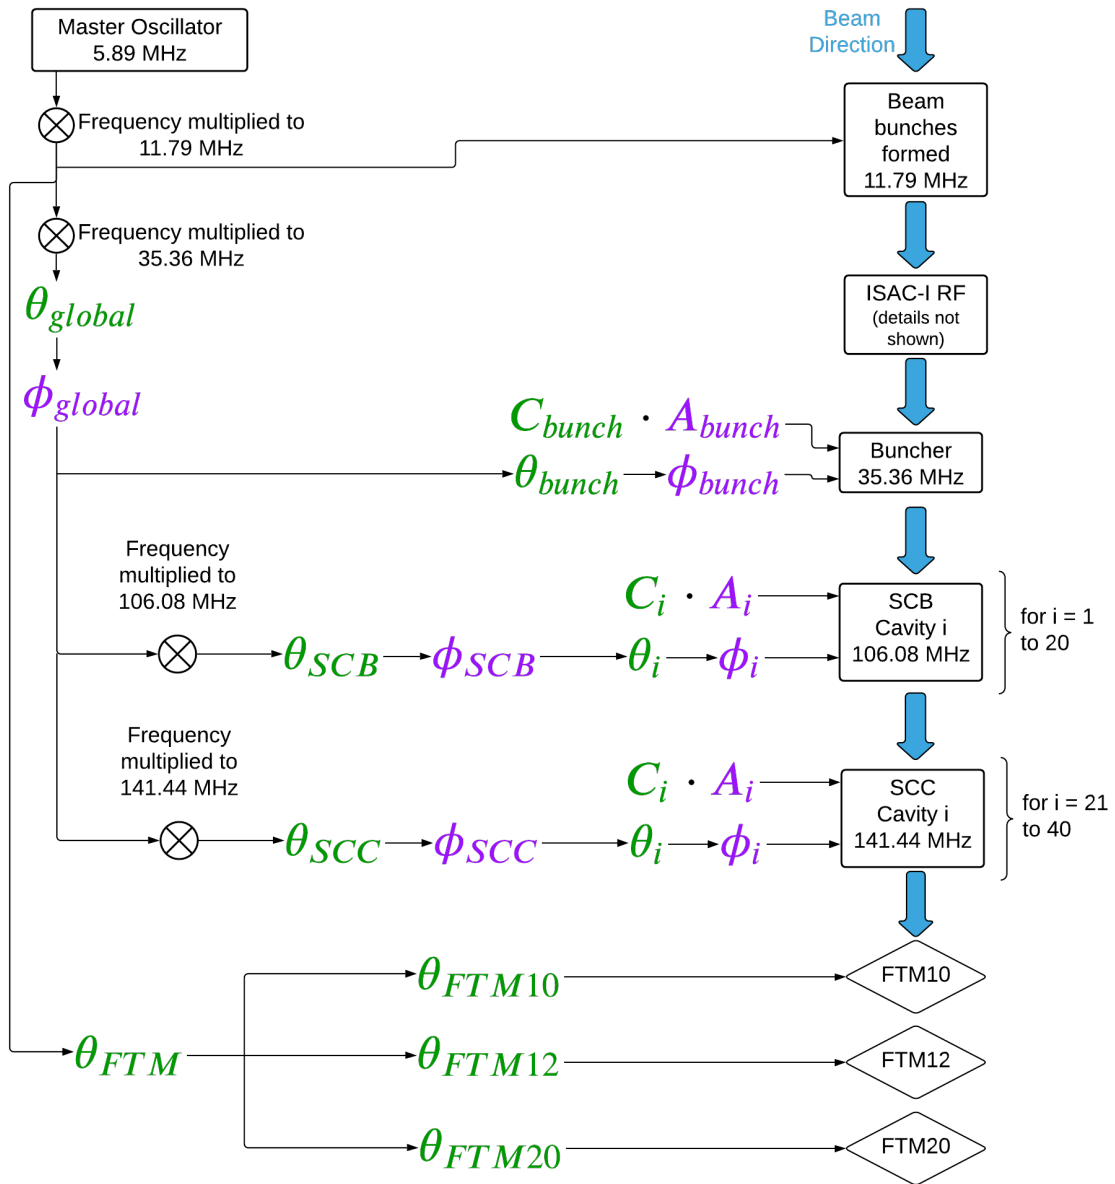 Master Oscillator
5.89 MHz
Beam
Direction
Frequency multiplied to
11.79 MHz
Beam
bunches
formed
11.79 MHz
Frequency multiplied to
35.36 MHz
θglobal
ISAC-I RF
(details not
shown)
ϕglobal
Cbunch · Abunch
θbunch ϕbunch
Buncher
35.36 MHz
Frequency
multiplied to
106.08 MHz
θSCB ϕSCB
Ci · Ai
θi ϕi
SCB
Cavity i
106.08 MHz
for i = 1
to 20
Frequency
multiplied to
141.44 MHz
θSCC ϕSCC
Ci · Ai
θi ϕi
SCC
Cavity i
141.44 MHz
for i = 21
to 40
θFTM
θFTM10
FTM10
θFTM12
FTM12
θFTM20
FTM20